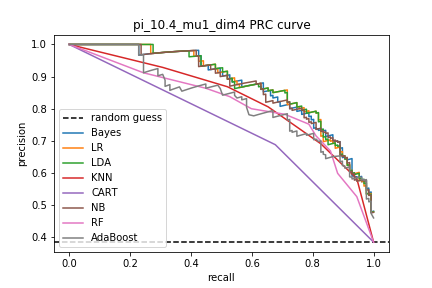 pi_10.4_mu1_dim4 PRC curve
1.0
0.9
0.8
0.7
0.6
0.5
0.4
precision
random guess
Bayes
LR
LDA
KNN
CART
NB
RF
AdaBoost
0.0 0.2 0.4 0.6 0.8 1.0
recall